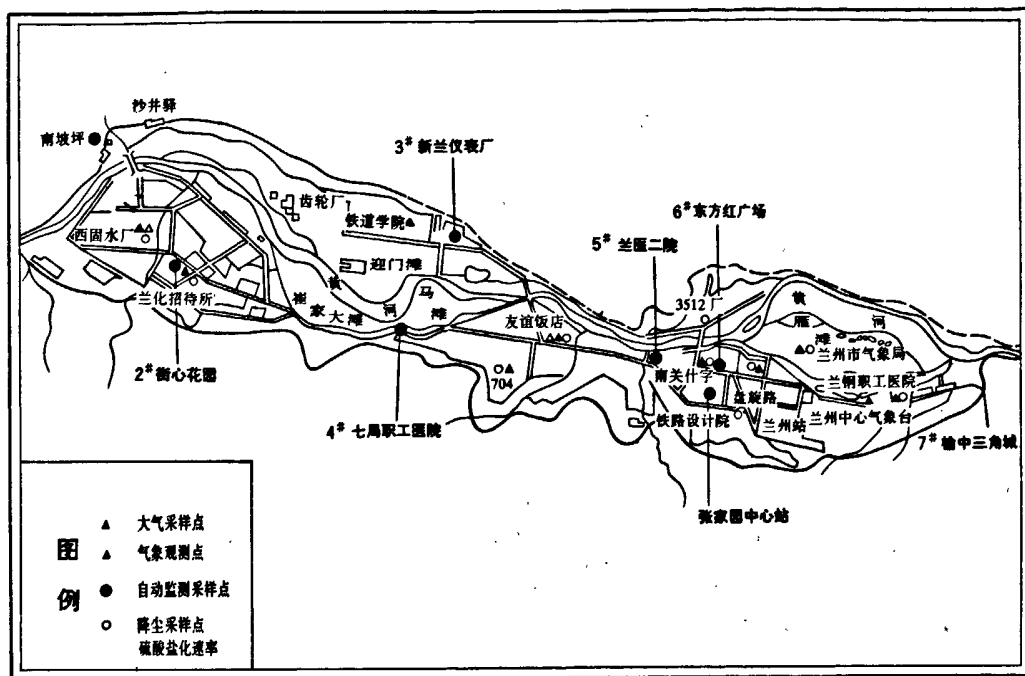 沙井驿
南坡坪
3# 新兰仪表厂
齿轮厂
铁道学院
6# 东方红广场
西固水厂
5# 兰医二院
迎门滩
黄
河
马
滩
兰化招待所
崔
家
大
滩
3512厂
黄
河
雁
滩
友谊饭店
兰州市气象局
2# 街心花园
704
南关什字
兰钢职工医院
盘旋路
4# 七局职工医院
铁路设计院
兰州站
兰州中心气象台
7# 榆中三角城
张家园中心站
图
例
大气采样点
气象观测点
自动监测采样点
降尘采样点
硫酸盐化速率